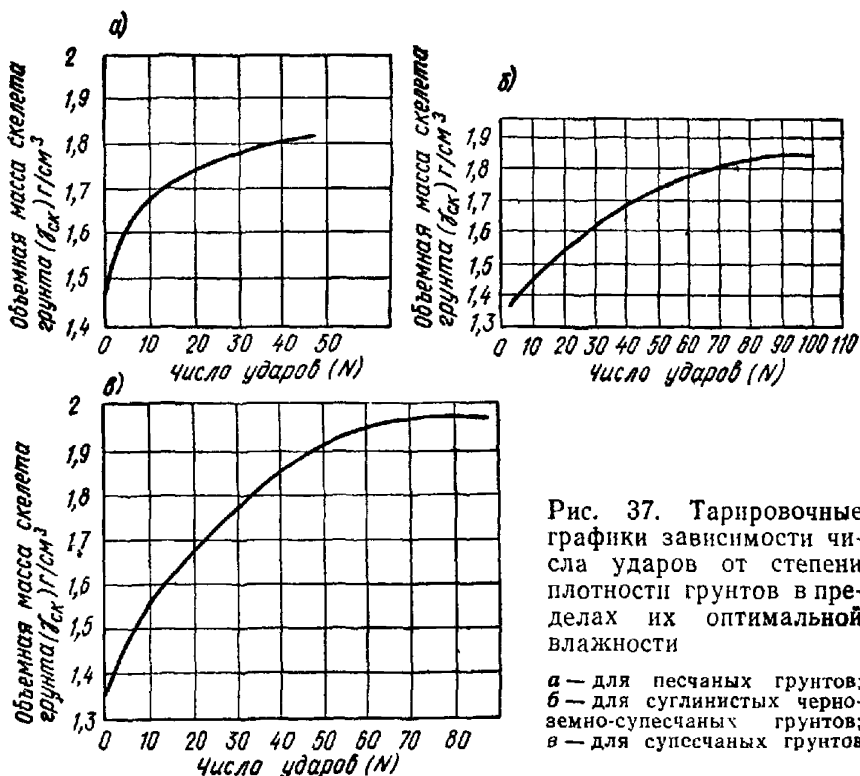 а)
Объемная масса скелета
грунта (γск) г/см³
2
1,9
1,8
1,7
1,6
1,5
1,4
0 10 20 30 40 50
Число ударов (N)
б)
Объемная масса скелета
грунта (γск) г/см³
1,9
1,8
1,7
1,6
1,5
1,4
1,3
0 10 20 30 40 50 60 70 80 90 100 110
Число ударов (N)
в)
Объемная масса скелета
грунта (γск) г/см³
2
1,9
1,8
1,7
1,6
1,5
1,4
1,3
0 10 20 30 40 50 60 70 80
Число ударов (N)
Рис. 37. Тарировочные
графики зависимости чи-
сла ударов от степени
плотности грунтов в пре-
делах их оптимальной
влажности
а — для песчаных грунтов;
б — для суглинистых черно-
земно-супесчаных грунтов;
в — для супесчаных грунтов